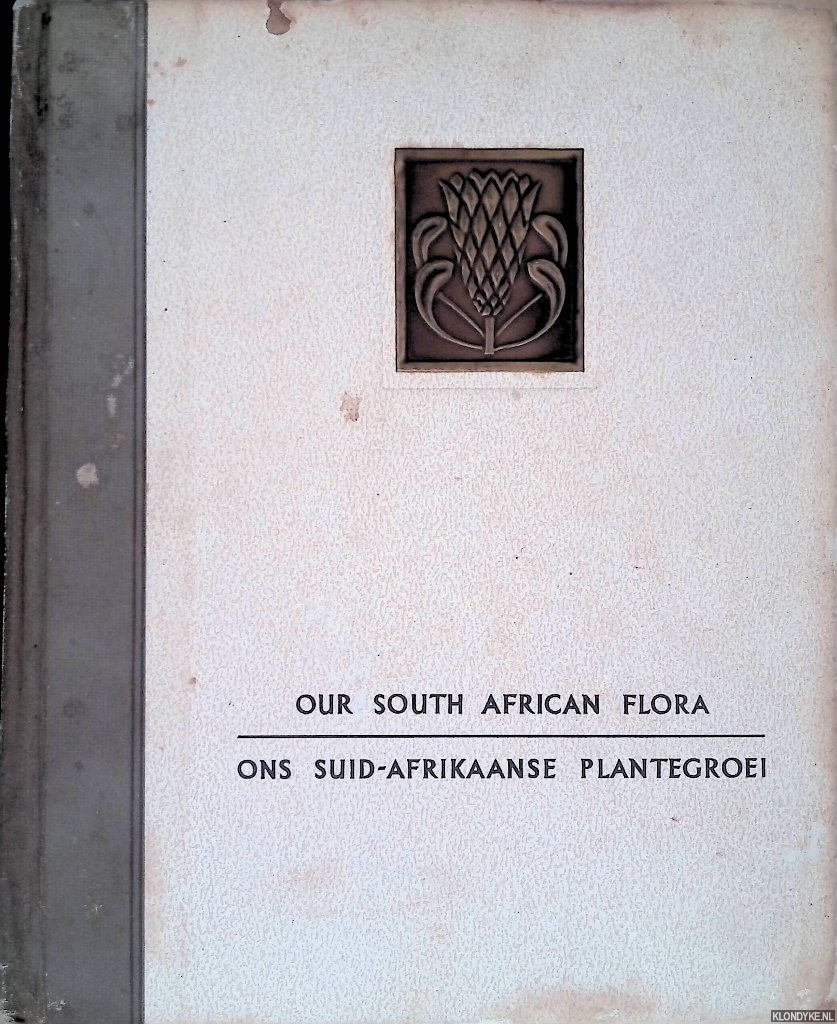 OUR SOUTH AFRICAN FLORA
ONS SUID-AFRIKAANSE PLANTEGROEI
KLONDYKE.NL